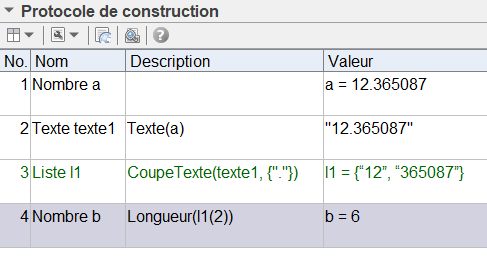 Protocole de construction
No. Nom Description Valeur
1 Nombre a a = 12.365087
2 Texte texte1 Texte(a) "12.365087"
3 Liste l1 CoupeTexte(texte1, {"."}) l1 = {“12”, “365087”}
4 Nombre b Longueur(l1(2)) b = 6